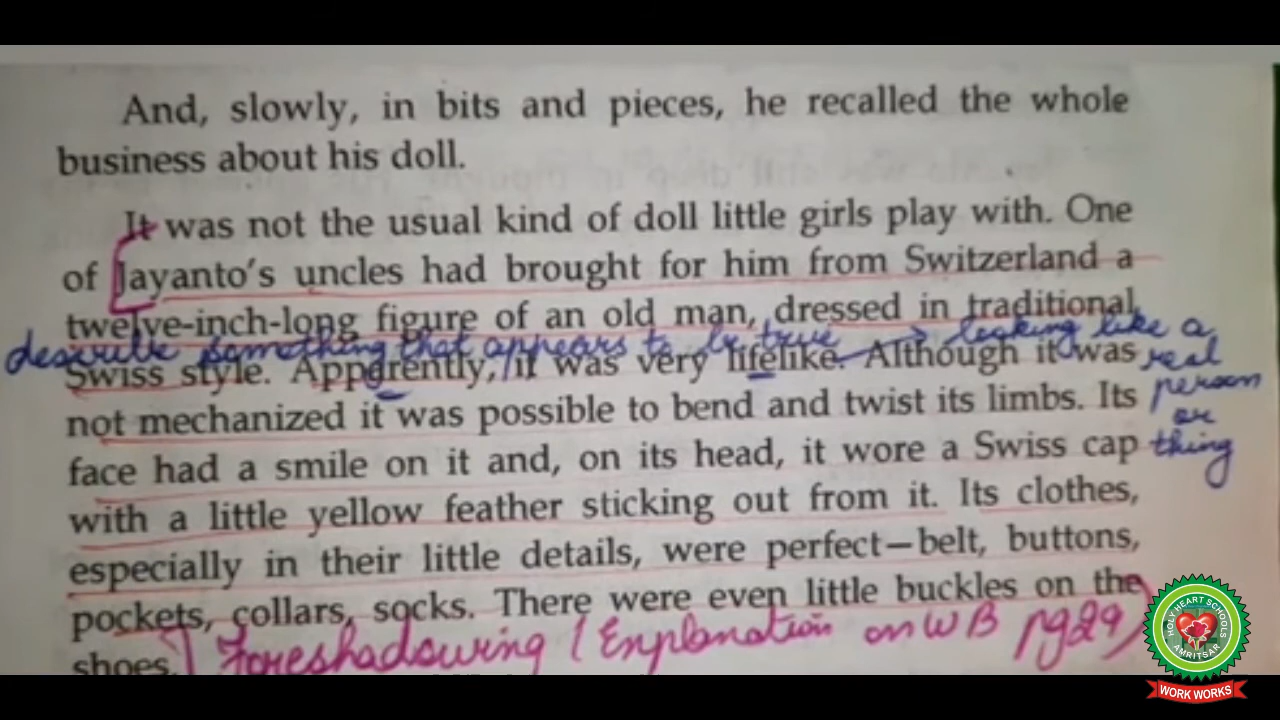 And, slowly, in bits and pieces, he recalled the whole
business about his doll.
It was not the usual kind of doll little girls play with. One
of Jayanto's uncles had brought for him from Switzerland a
twelve-inch-long figure of an old man, dressed in traditional
describe something that appears to be true → looking like a
Swiss style. Apparently, it was very lifelike. Although it was
real
not mechanized it was possible to bend and twist its limbs. Its
person
or
face had a smile on it and, on its head, it wore a Swiss cap
thing
with a little yellow feather sticking out from it. Its clothes,
especially in their little details, were perfect—belt, buttons,
pockets, collars, socks. There were even little buckles on the
shoes.
Foreshadowing (Explanation on WB pg 29)
HOLY HEART SCHOOLS
AMRITSAR
WORK WORKS